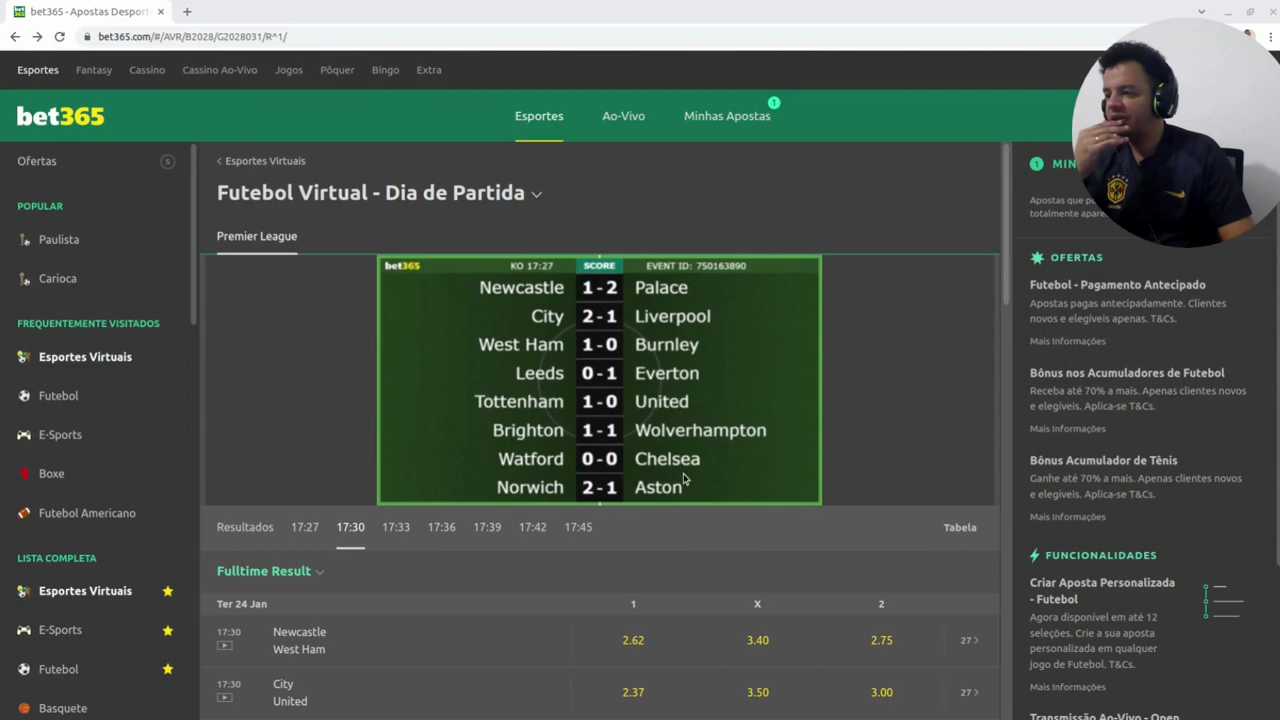 bet365 - Apostas Desport
bet365.com/#/AVR/B2028/G2028031/R^1/
Esportes Fantasy Cassino Cassino Ao-Vivo Jogos Pôquer Bingo Extra
bet365
Esportes Ao-Vivo Minhas Apostas 1
Ofertas 5
POPULAR
Paulista
Carioca
FREQUENTEMENTE VISITADOS
Esportes Virtuais
Futebol
E-Sports
Boxe
Futebol Americano
LISTA COMPLETA
Esportes Virtuais
E-Sports
Futebol
Basquete
Esportes Virtuais
Futebol Virtual - Dia de Partida
Premier League
bet365 KO 17:27 SCORE EVENT ID: 750163890
Newcastle 1 - 2 Palace
City 2 - 1 Liverpool
West Ham 1 - 0 Burnley
Leeds 0 - 1 Everton
Tottenham 1 - 0 United
Brighton 1 - 1 Wolverhampton
Watford 0 - 0 Chelsea
Norwich 2 - 1 Aston
Resultados 17:27 17:30 17:33 17:36 17:39 17:42 17:45 Tabela
Fulltime Result
Ter 24 Jan 1 X 2
17:30 Newcastle
West Ham
2.62 3.40 2.75 27
17:30 City
United
2.37 3.50 3.00 27
1 MIN
Apostas que p
totalmente apare
OFERTAS
Futebol - Pagamento Antecipado
Apostas pagas antecipadamente. Clientes
novos e elegíveis apenas. T&Cs.
Mais Informações
Bônus nos Acumuladores de Futebol
Receba até 70% a mais. Apenas clientes novos
e elegíveis. Aplica-se T&Cs.
Mais Informações
Bônus Acumulador de Tênis
Ganhe até 70% a mais. Apenas clientes novos
e elegíveis. Aplica-se T&Cs.
Mais Informações
FUNCIONALIDADES
Criar Aposta Personalizada
- Futebol
Agora disponível em até 12
seleções. Crie a sua aposta
personalizada em qualquer
jogo de Futebol. T&Cs.
Mais Informações
Transmissão Ao-Vivo - Open